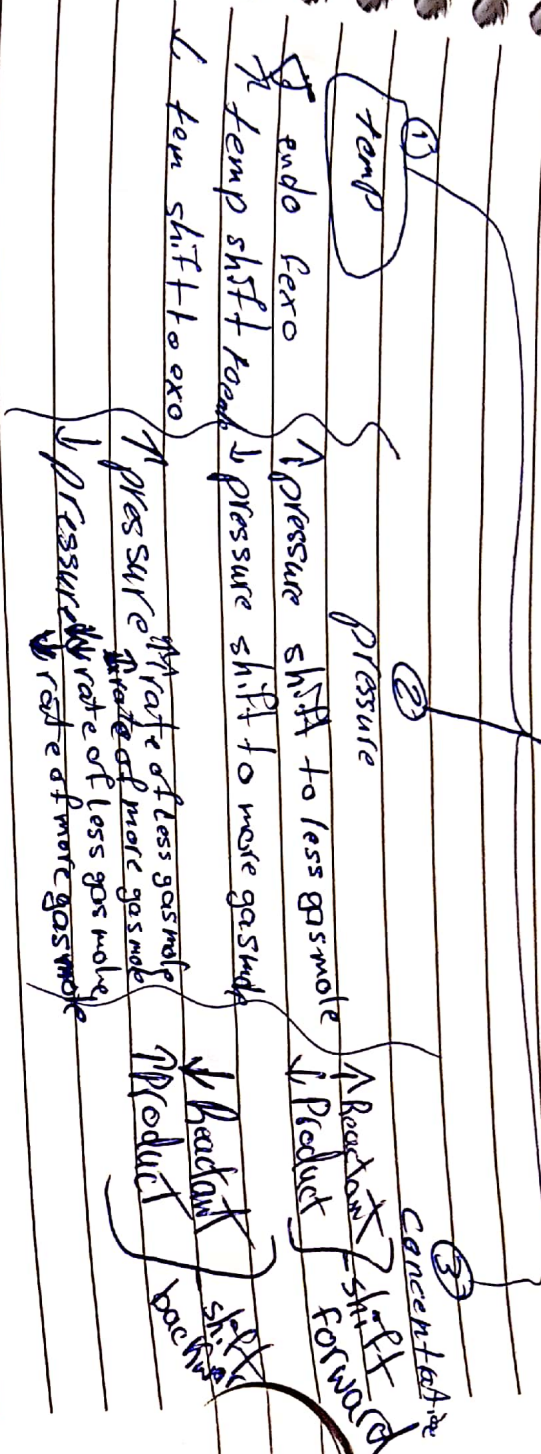 ① temp
endo & exo
↑ temp shift to endo
↓ tem shift to exo
② pressure
↑ pressure shift to less gas mole
↓ pressure shift to more gas mole
↑ pressure ↑↑ rate of less gas mole
↑ rate of more gas mole
↓ pressure ↓↓ rate of less gas mole
↓ rate of more gas mole
③ concentration
↑ Reactant
↓ Product
shift forward
↓ Reactant
↑ Product
shift